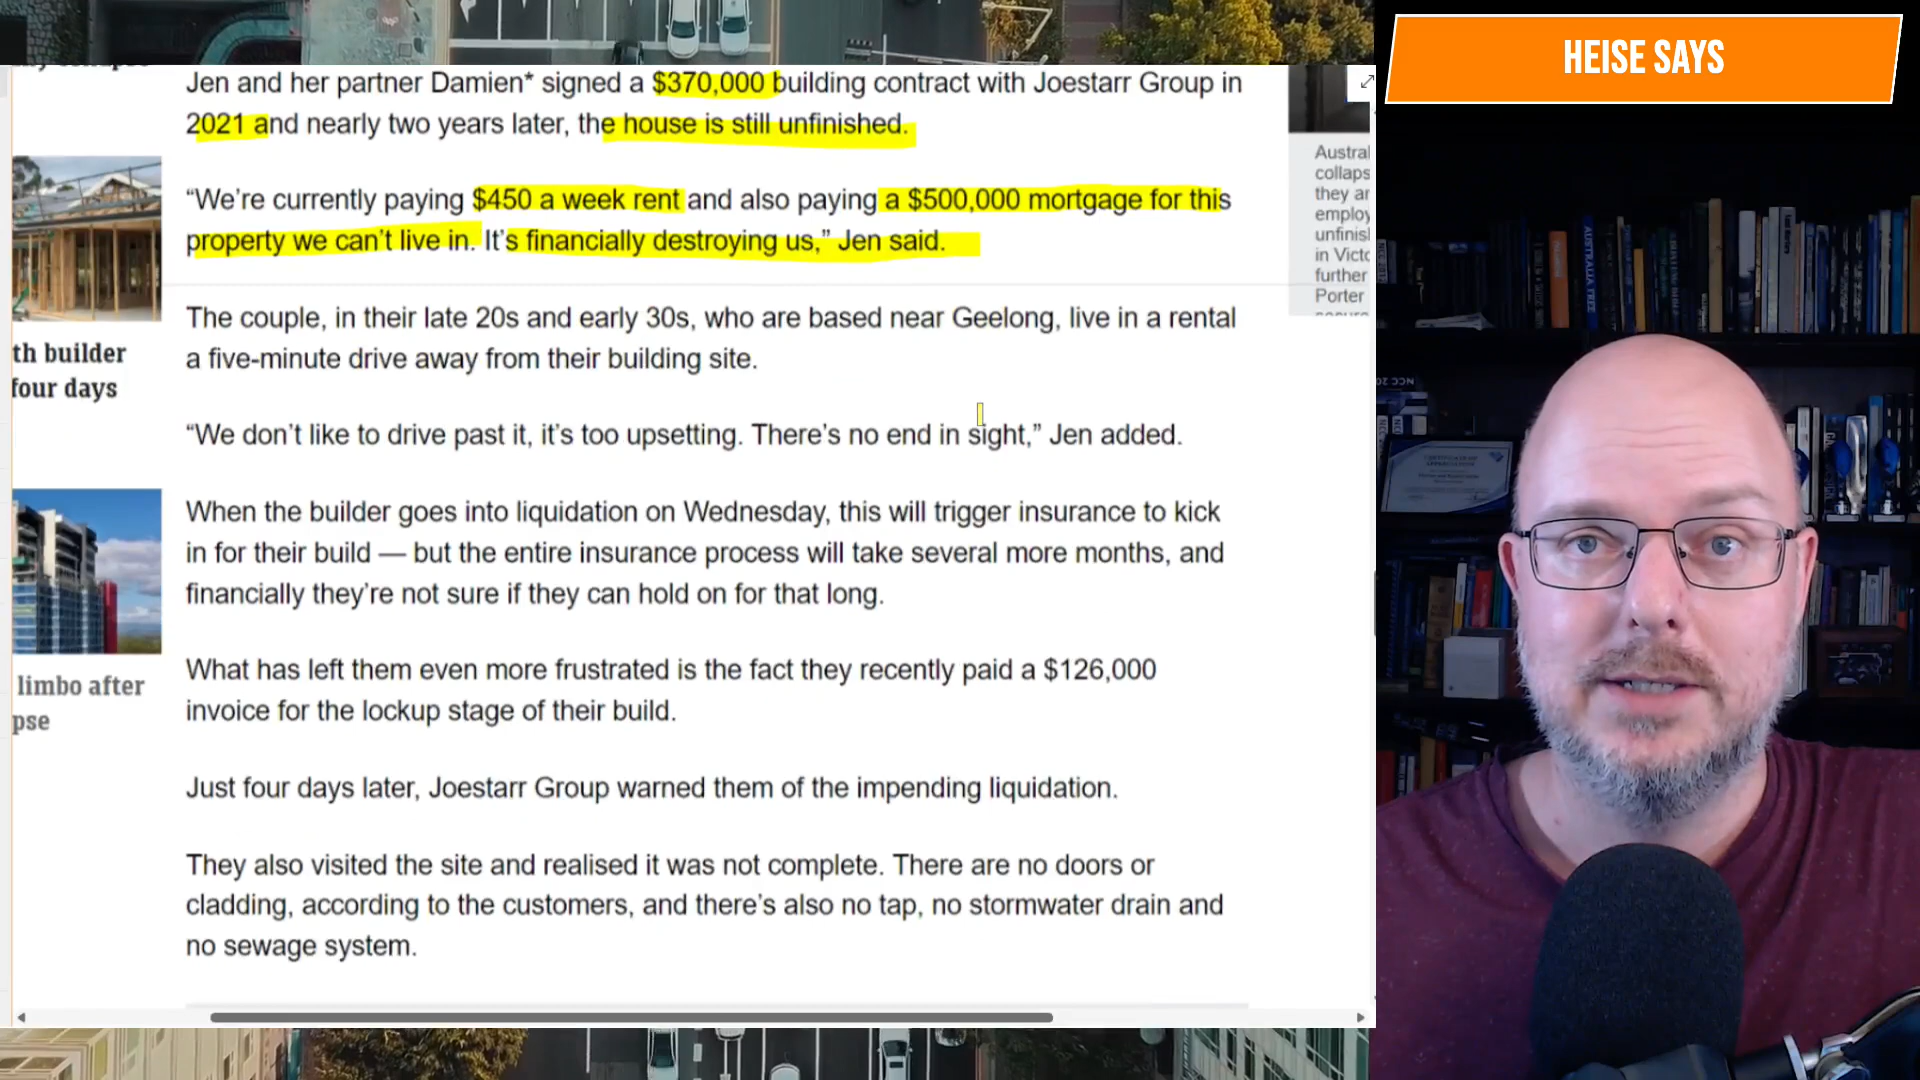 HEISE SAYS
Jen and her partner Damien* signed a $370,000 building contract with Joestarr Group in
2021 and nearly two years later, the house is still unfinished.
“We’re currently paying $450 a week rent and also paying a $500,000 mortgage for this
property we can’t live in. It’s financially destroying us,” Jen said.
The couple, in their late 20s and early 30s, who are based near Geelong, live in a rental
a five-minute drive away from their building site.
“We don’t like to drive past it, it’s too upsetting. There’s no end in sight,” Jen added.
When the builder goes into liquidation on Wednesday, this will trigger insurance to kick
in for their build — but the entire insurance process will take several more months, and
financially they’re not sure if they can hold on for that long.
What has left them even more frustrated is the fact they recently paid a $126,000
invoice for the lockup stage of their build.
Just four days later, Joestarr Group warned them of the impending liquidation.
They also visited the site and realised it was not complete. There are no doors or
cladding, according to the customers, and there’s also no tap, no stormwater drain and
no sewage system.
th builder
four days
limbo after
pse
Austral
collaps
they ar
employ
unfinisl
in Victo
further
Porter